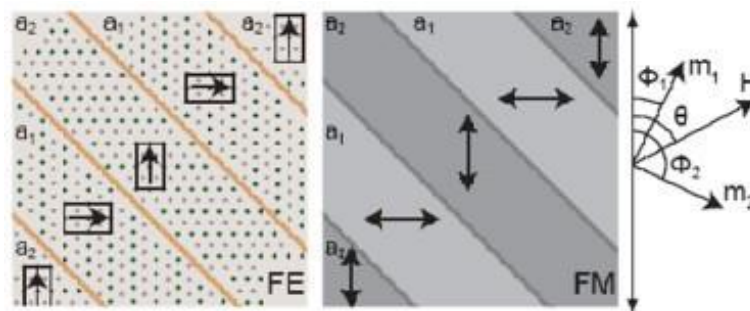 a₂ a₁ a₂
a₁
a₂
FE
a₂ a₁ a₂
a₁
a₂
FM
Φ₁ m₁ H
θ
Φ₂
m₂